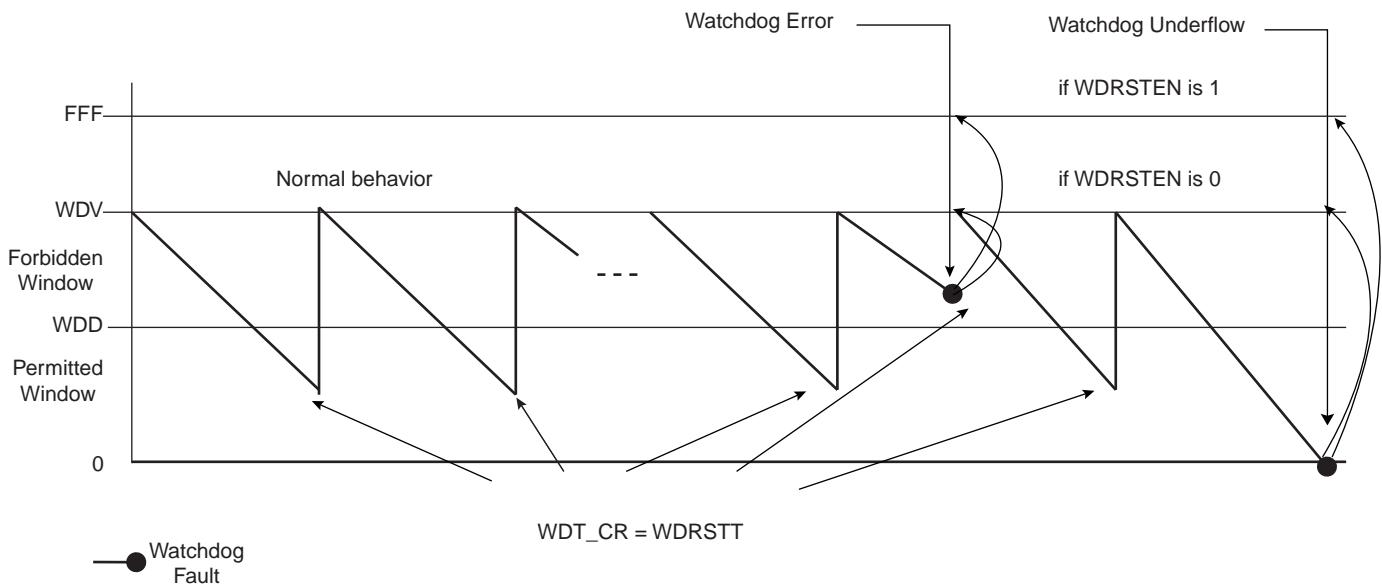 Watchdog Error
Watchdog Underflow
if WDRSTEN is 1
FFF
Normal behavior
if WDRSTEN is 0
WDV
Forbidden
Window
WDD
Permitted
Window
0
WDT_CR = WDRSTT
Watchdog
Fault